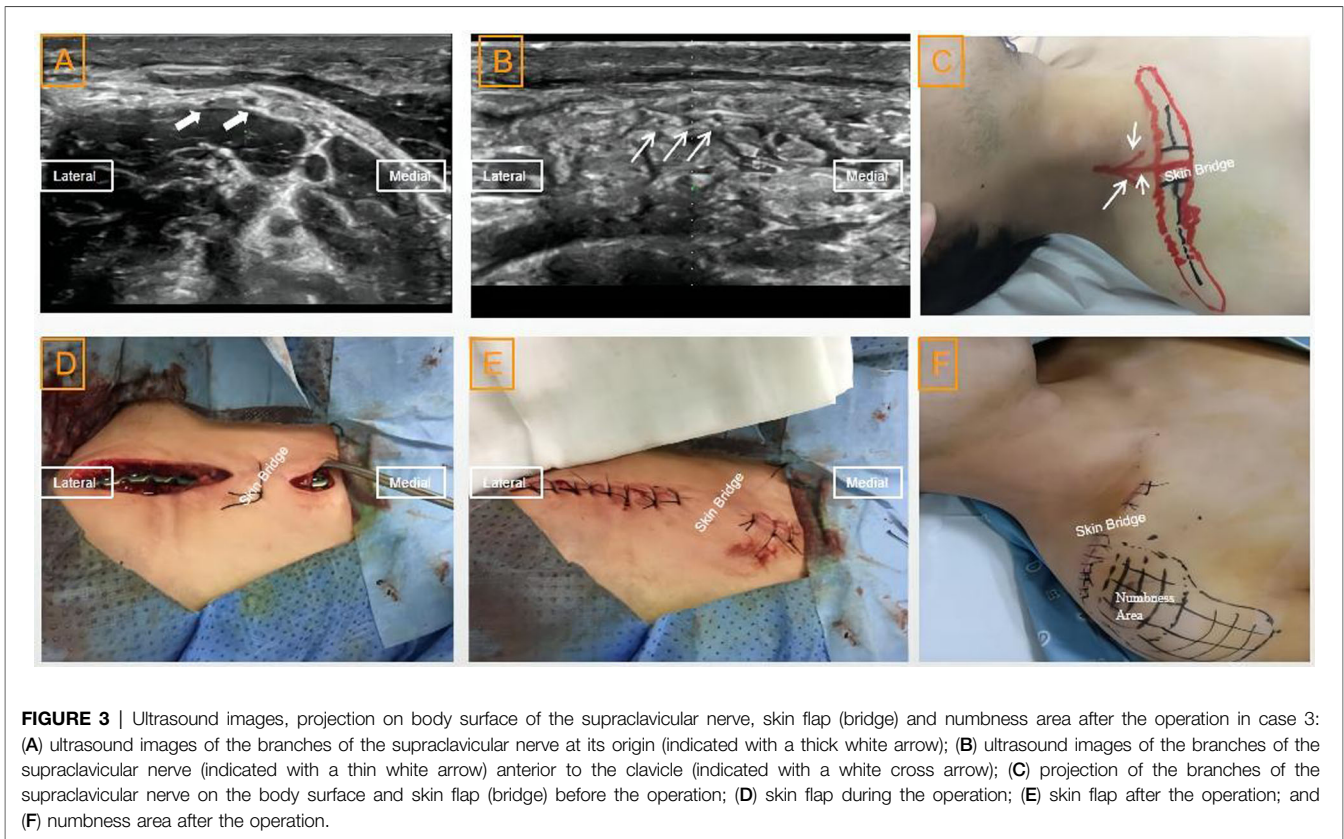 A
B
C
Lateral
Medial
Lateral
Medial
Skin Bridge
D
E
F
Lateral
Skin Bridge
Medial
Lateral
Skin Bridge
Medial
Skin Bridge
Numbness
Area
FIGURE 3 | Ultrasound images, projection on body surface of the supraclavicular nerve, skin flap (bridge) and numbness area after the operation in case 3:
(A) ultrasound images of the branches of the supraclavicular nerve at its origin (indicated with a thick white arrow); (B) ultrasound images of the branches of the
supraclavicular nerve (indicated with a thin white arrow) anterior to the clavicle (indicated with a white cross arrow); (C) projection of the branches of the
supraclavicular nerve on the body surface and skin flap (bridge) before the operation; (D) skin flap during the operation; (E) skin flap after the operation; and
(F) numbness area after the operation.